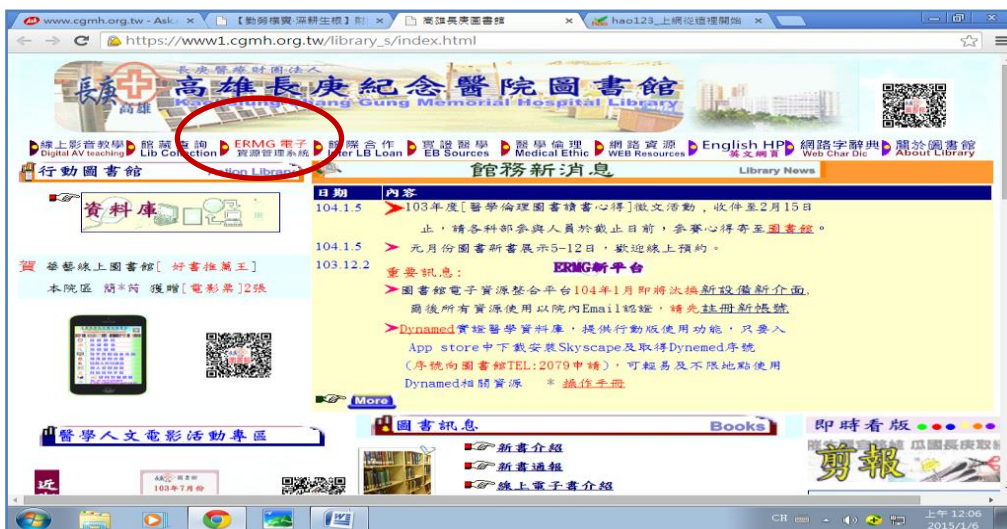 www.cgmh.org.tw - Ask
【勤勞樸實·深耕生根】財
高雄長庚圖書館
hao123_上網從這裡開始
https://www1.cgmh.org.tw/library_s/index.html
長庚醫療財團法人
長庚
高雄
高雄長庚紀念醫院圖書館
Kaohsiung Chang Gung Memorial Hospital Library
線上影音教學
Digital AV teaching
館藏查詢
Lib Collection
ERMG 電子
資源管理系統
館際合作
Inter LB Loan
實證醫學
EB Sources
醫學倫理
Medical Ethic
網路資源
WEB Resources
English HP
英文網頁
網路字辭典
Web Char Dic
關於圖書館
About Library
行動圖書館
Action Library
館務新消息
Library News
資料庫
賀 華藝線上圖書館[ 好書推薦王]
本院區 簡*芮 獲贈[電影票]2張
日期
內容
104.1.5
103年度[醫學倫理圖書讀書心得]徵文活動，收件至2月15日
止，請各科部參與人員於截止日前，參賽心得寄至圖書館。
104.1.5
元月份圖書新書展示5-12日，歡迎線上預約。
103.12.2
重要訊息:
ERMG新平台
圖書館電子資源整合平台104年1月即將汰換新設備新介面,
爾後所有資源使用以院內Email認證，請先註冊新帳號
Dynamed實證醫學資料庫，提供行動版使用功能，只要入
App store中下載安裝Skyscape及取得Dynemed序號
(序號向圖書館TEL:2079申請)，可輕易及不限地點使用
Dynamed相關資源 * 操作手冊
More
醫學人文電影活動專區
近
103年7月份
圖書訊息
Books
新書介紹
新書通報
線上電子書介紹
即時看版
剪報
CH
上午 12:06
2015/1/6